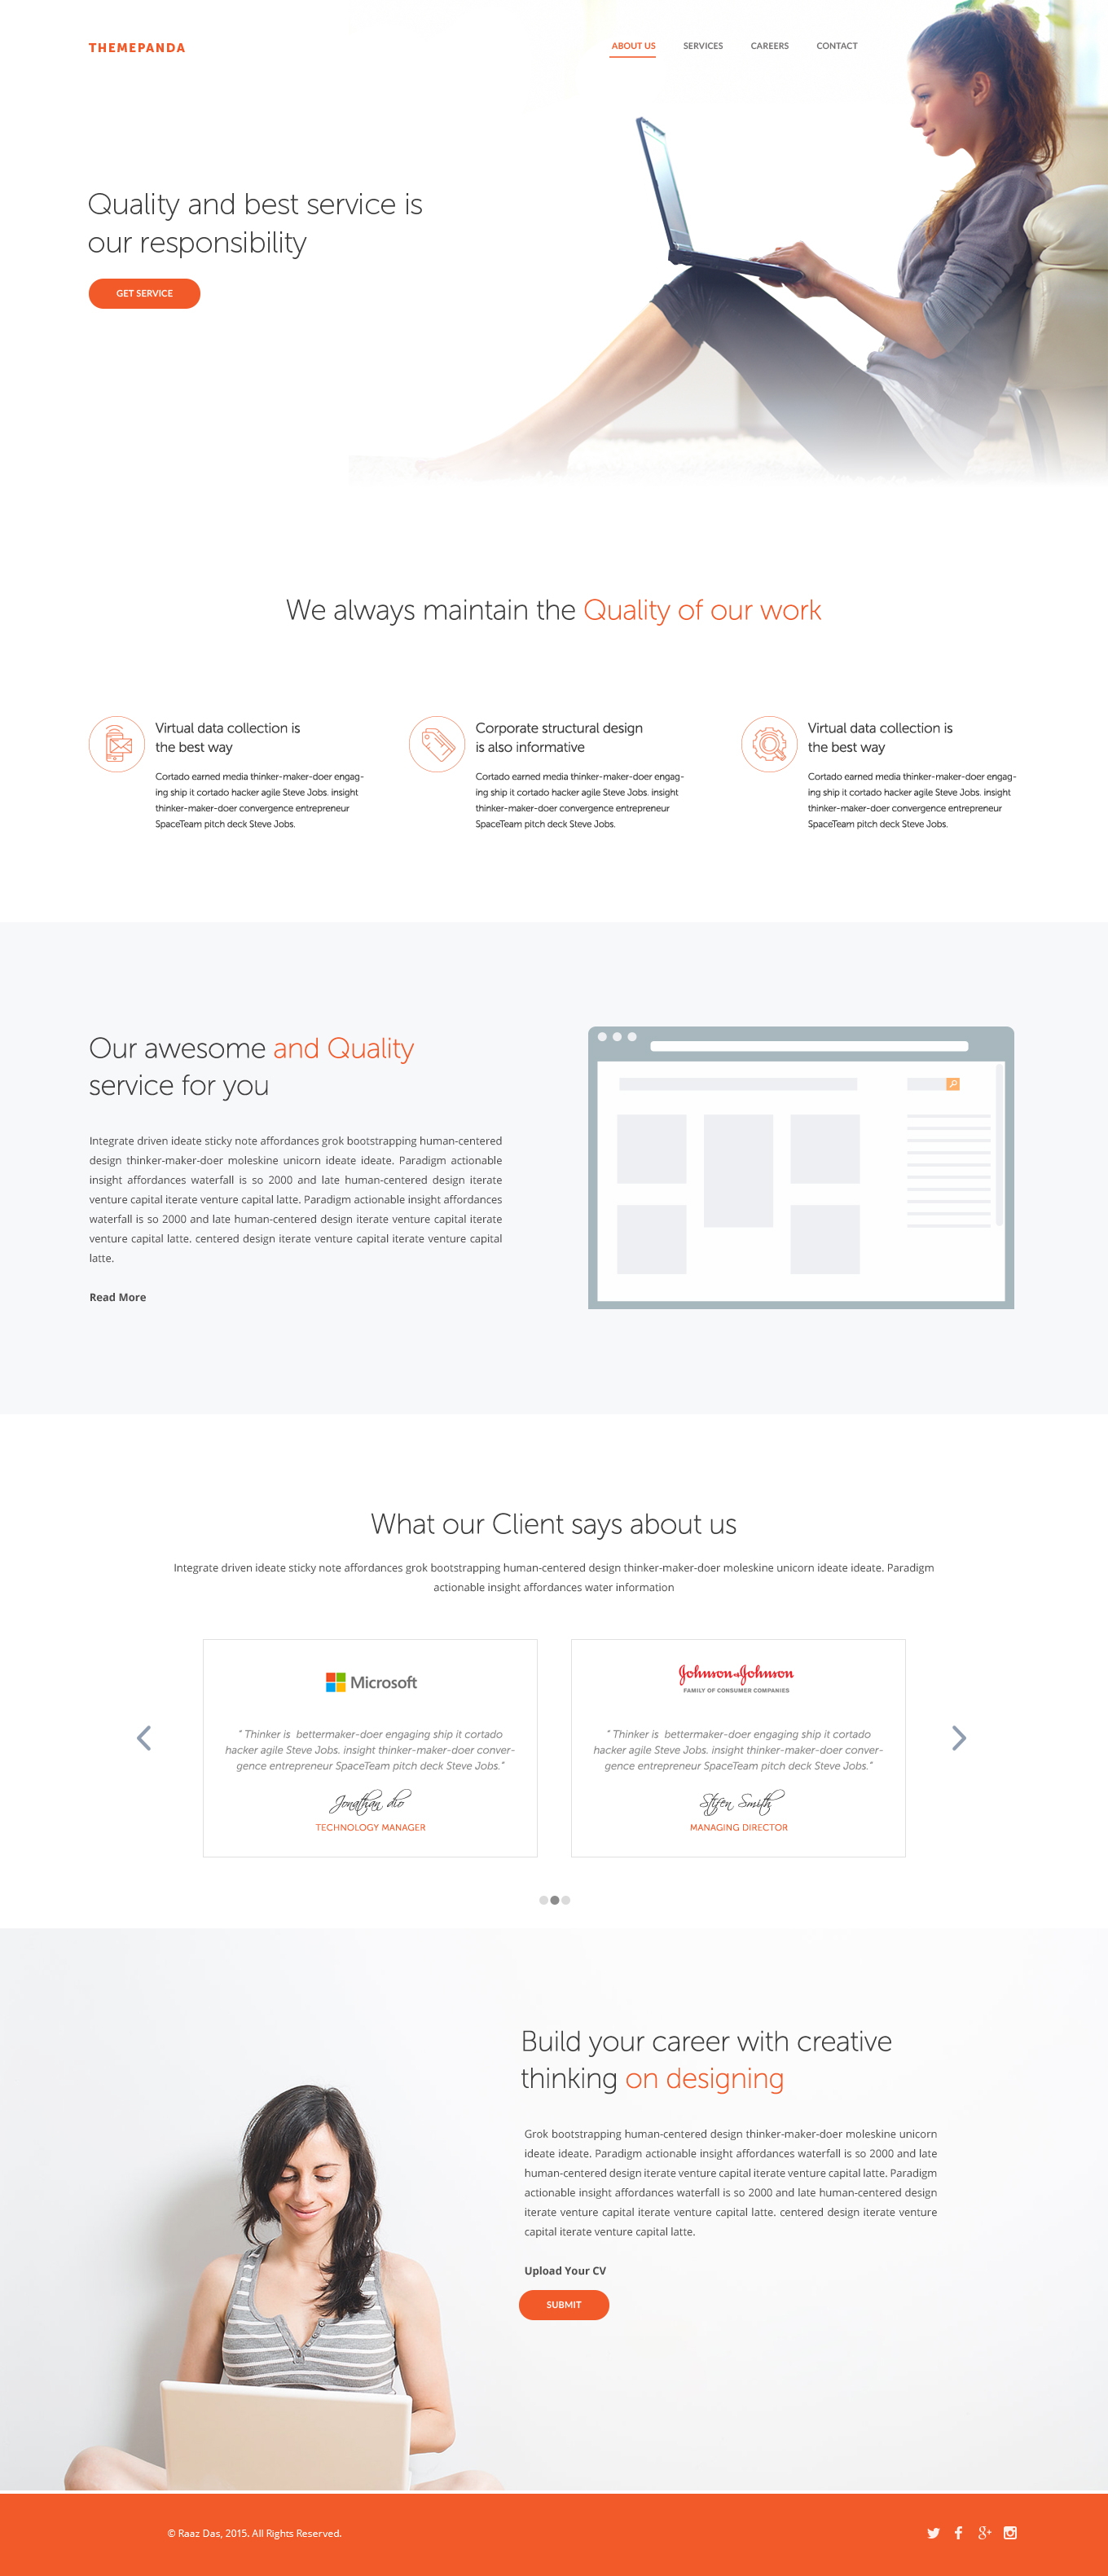 THEMEPANDA
ABOUT US SERVICES CAREERS CONTACT
Quality and best service is
our responsibility
GET SERVICE
We always maintain the Quality of our work
Virtual data collection is
the best way
Cortado earned media thinker-maker-doer engag-
ing ship it cortado hacker agile Steve Jobs. insight
thinker-maker-doer convergence entrepreneur
SpaceTeam pitch deck Steve Jobs.
Corporate structural design
is also informative
Cortado earned media thinker-maker-doer engag-
ing ship it cortado hacker agile Steve Jobs. insight
thinker-maker-doer convergence entrepreneur
SpaceTeam pitch deck Steve Jobs.
Virtual data collection is
the best way
Cortado earned media thinker-maker-doer engag-
ing ship it cortado hacker agile Steve Jobs. insight
thinker-maker-doer convergence entrepreneur
SpaceTeam pitch deck Steve Jobs.
Our awesome and Quality
service for you
Integrate driven ideate sticky note affordances grok bootstrapping human-centered
design thinker-maker-doer moleskine unicorn ideate ideate. Paradigm actionable
insight affordances waterfall is so 2000 and late human-centered design iterate
venture capital iterate venture capital latte. Paradigm actionable insight affordances
waterfall is so 2000 and late human-centered design iterate venture capital iterate
venture capital latte. centered design iterate venture capital iterate venture capital
latte.
Read More
What our Client says about us
Integrate driven ideate sticky note affordances grok bootstrapping human-centered design thinker-maker-doer moleskine unicorn ideate ideate. Paradigm
actionable insight affordances water information
Microsoft
“ Thinker is bettermaker-doer engaging ship it cortado
hacker agile Steve Jobs. insight thinker-maker-doer conver-
gence entrepreneur SpaceTeam pitch deck Steve Jobs.”
Jonathan dio
TECHNOLOGY MANAGER
Johnson & Johnson
FAMILY OF CONSUMER COMPANIES
“ Thinker is bettermaker-doer engaging ship it cortado
hacker agile Steve Jobs. insight thinker-maker-doer conver-
gence entrepreneur SpaceTeam pitch deck Steve Jobs.”
Stifen Smith
MANAGING DIRECTOR
Build your career with creative
thinking on designing
Grok bootstrapping human-centered design thinker-maker-doer moleskine unicorn
ideate ideate. Paradigm actionable insight affordances waterfall is so 2000 and late
human-centered design iterate venture capital iterate venture capital latte. Paradigm
actionable insight affordances waterfall is so 2000 and late human-centered design
iterate venture capital iterate venture capital latte. centered design iterate venture
capital iterate venture capital latte.
Upload Your CV
SUBMIT
© Raaz Das, 2015. All Rights Reserved.